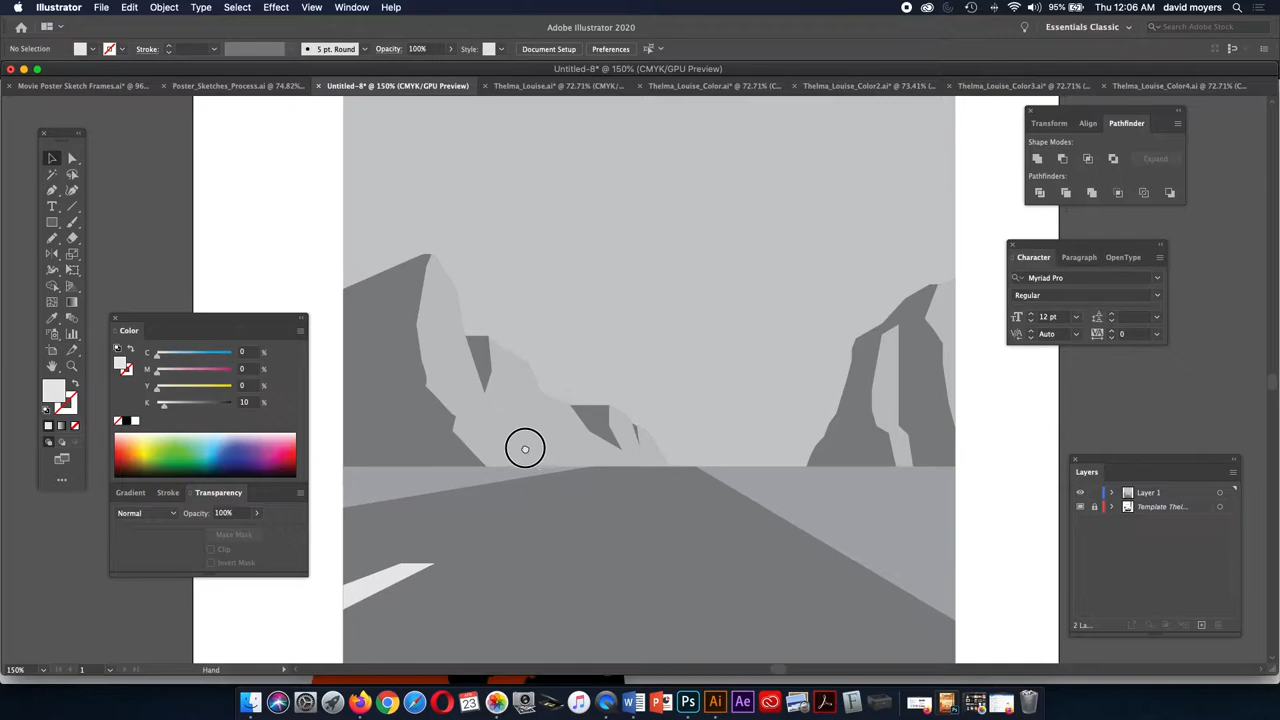 Illustrator File Edit Object Type Select Effect View Window Help 95% Thu 12:06 AM david moyers
Adobe Illustrator 2020 Essentials Classic Search Adobe Stock
No Selection Stroke: 5 pt. Round Opacity: 100% Style: Document Setup Preferences
Untitled-8* @ 150% (CMYK/GPU Preview)
Movie Poster Sketch Frames.ai* @ 96... Poster_Sketches_Process.ai @ 74.82%... Untitled-8* @ 150% (CMYK/GPU Preview) Thelma_Louise.ai* @ 72.71% (CMYK/... Thelma_Louise_Color.ai* @ 72.71% (C... Thelma_Louise_Color2.ai* @ 73.41% (... Thelma_Louise_Color3.ai* @ 72.71% (... Thelma_Louise_Color4.ai @ 72.71% (C...
Transform Align Pathfinder
Shape Modes:
Expand
Pathfinders:
Character Paragraph OpenType
Myriad Pro
Regular
12 pt
Auto 0
Color
C 0 %
M 0 %
Y 0 %
K 10 %
Gradient Stroke Transparency
Normal Opacity: 100%
Make Mask
Clip
Invert Mask
Layers
Layer 1
Template Thel...
2 La...
150% 1 Hand